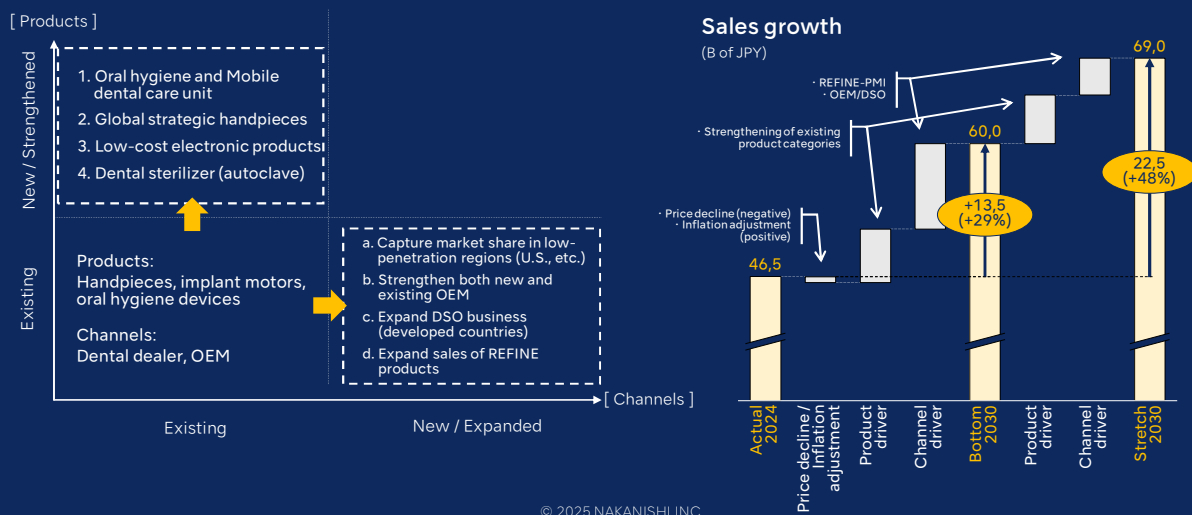 [ Products ]
New / Strengthened
1. Oral hygiene and Mobile
dental care unit
2. Global strategic handpieces
3. Low-cost electronic products
4. Dental sterilizer (autoclave)
Existing
Products:
Handpieces, implant motors,
oral hygiene devices
Channels:
Dental dealer, OEM
a. Capture market share in low-
penetration regions (U.S., etc.)
b. Strengthen both new and
existing OEM
c. Expand DSO business
(developed countries)
d. Expand sales of REFINE
products
[ Channels ]
Existing
New / Expanded
Sales growth
(B of JPY)
・REFINE-PMI
・OEM/DSO
・Strengthening of existing
product categories
・Price decline (negative)
・Inflation adjustment
(positive)
46,5
60,0
69,0
+13,5
(+29%)
22,5
(+48%)
Actual
2024
Price decline /
Inflation
adjustment
Product
driver
Channel
driver
Bottom
2030
Product
driver
Channel
driver
Stretch
2030
© 2025 NAKANISHI INC.